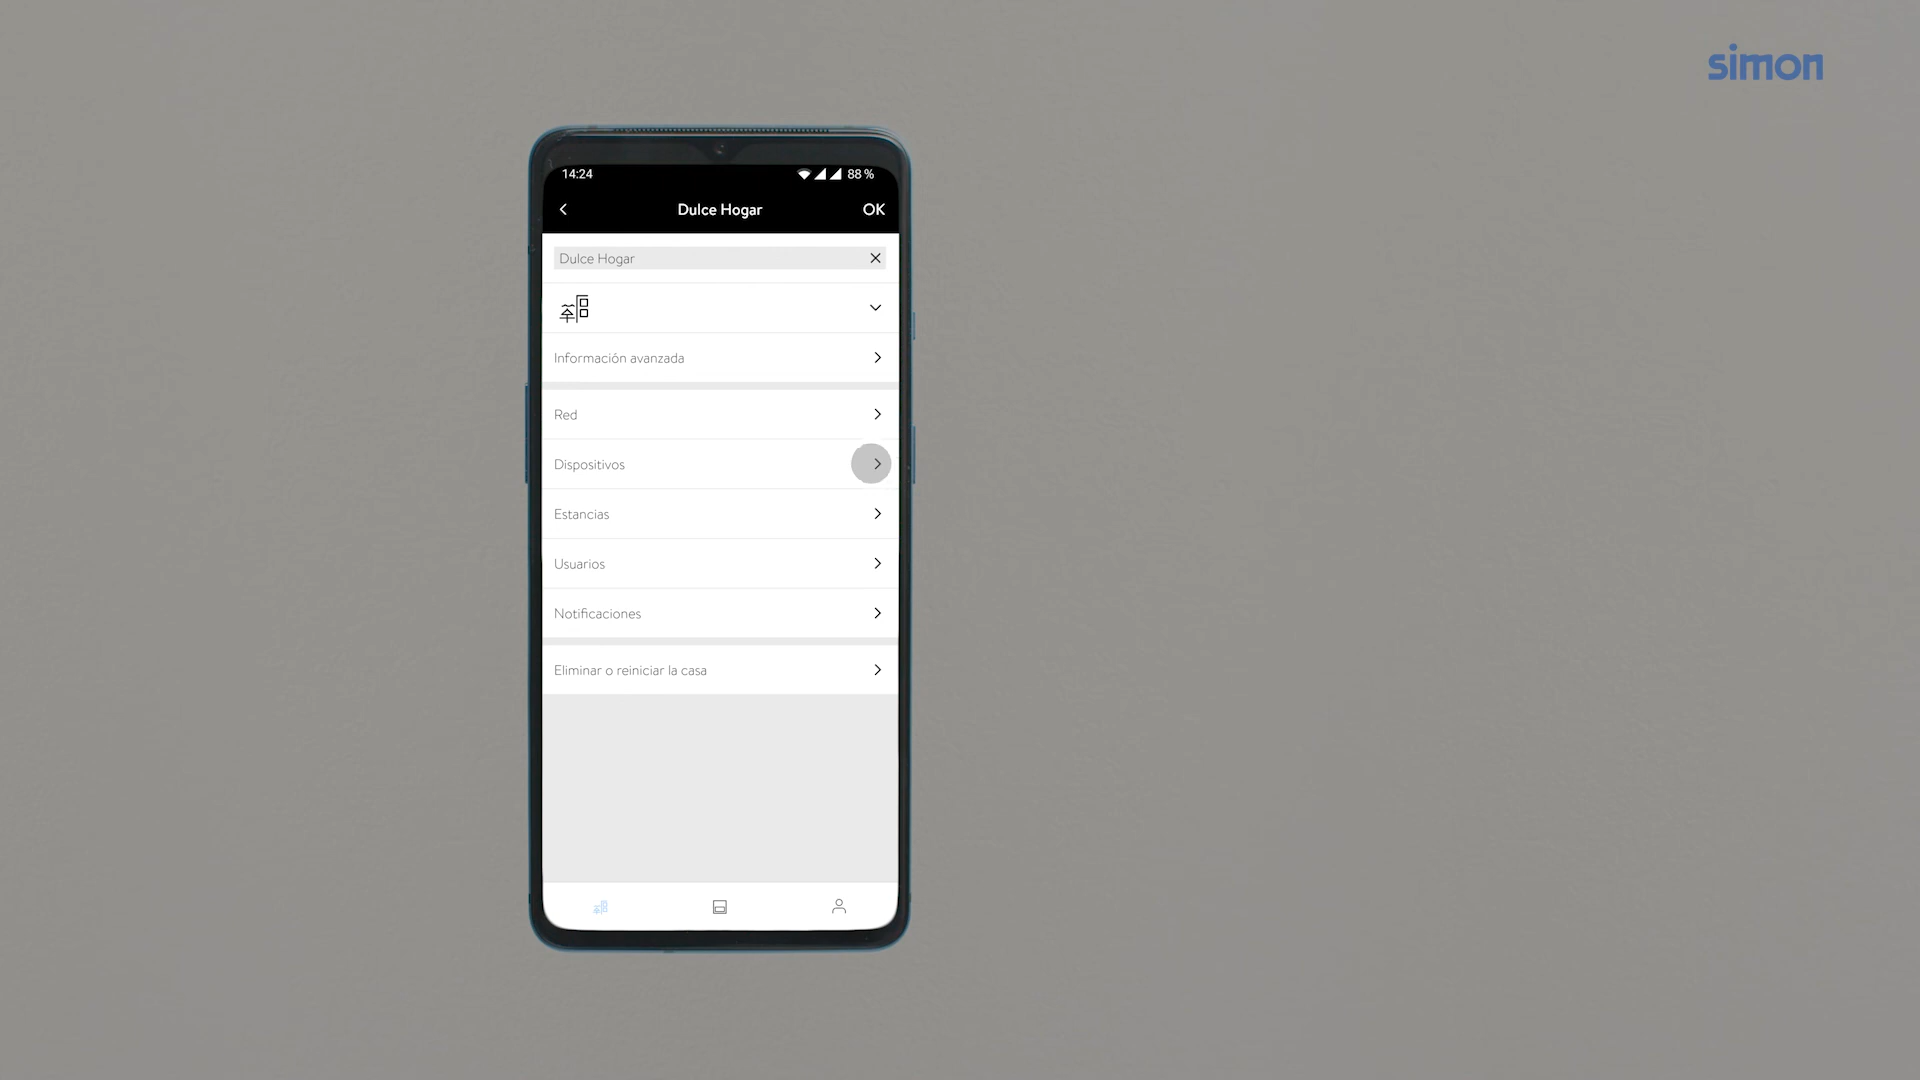 simon
14:24
88 %
Dulce Hogar
OK
Dulce Hogar
Información avanzada
Red
Dispositivos
Estancias
Usuarios
Notificaciones
Eliminar o reiniciar la casa